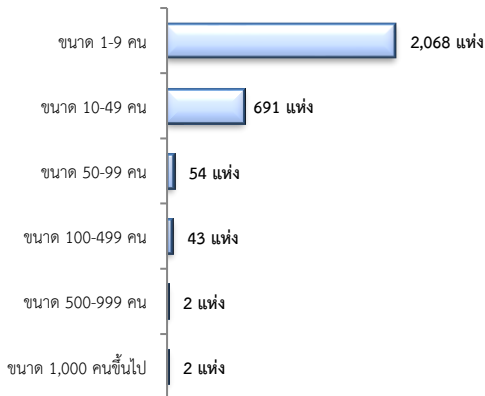 ขนาด 1-9 คน 2,068 แห่ง
ขนาด 10-49 คน 691 แห่ง
ขนาด 50-99 คน 54 แห่ง
ขนาด 100-499 คน 43 แห่ง
ขนาด 500-999 คน 2 แห่ง
ขนาด 1,000 คนขึ้นไป 2 แห่ง